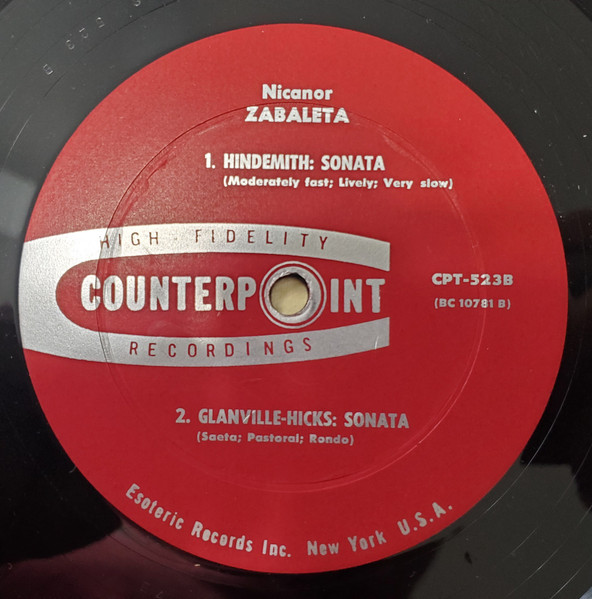 Nicanor
ZABALETA
1. HINDEMITH: SONATA
(Moderately fast; Lively; Very slow)
HIGH - FIDELITY
COUNTERPOINT
RECORDINGS
CPT-523B
(BC 10781 B)
2. GLANVILLE-HICKS: SONATA
(Saeta; Pastoral; Rondo)
Esoteric Records Inc. New York U.S.A.